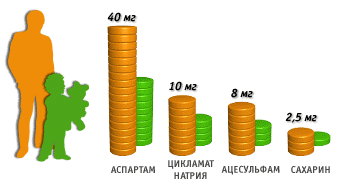 40 мг
10 мг
8 мг
2,5 мг
АСПАРТАМ
ЦИКЛАМАТ
НАТРИЯ
АЦЕСУЛЬФАМ
САХАРИН